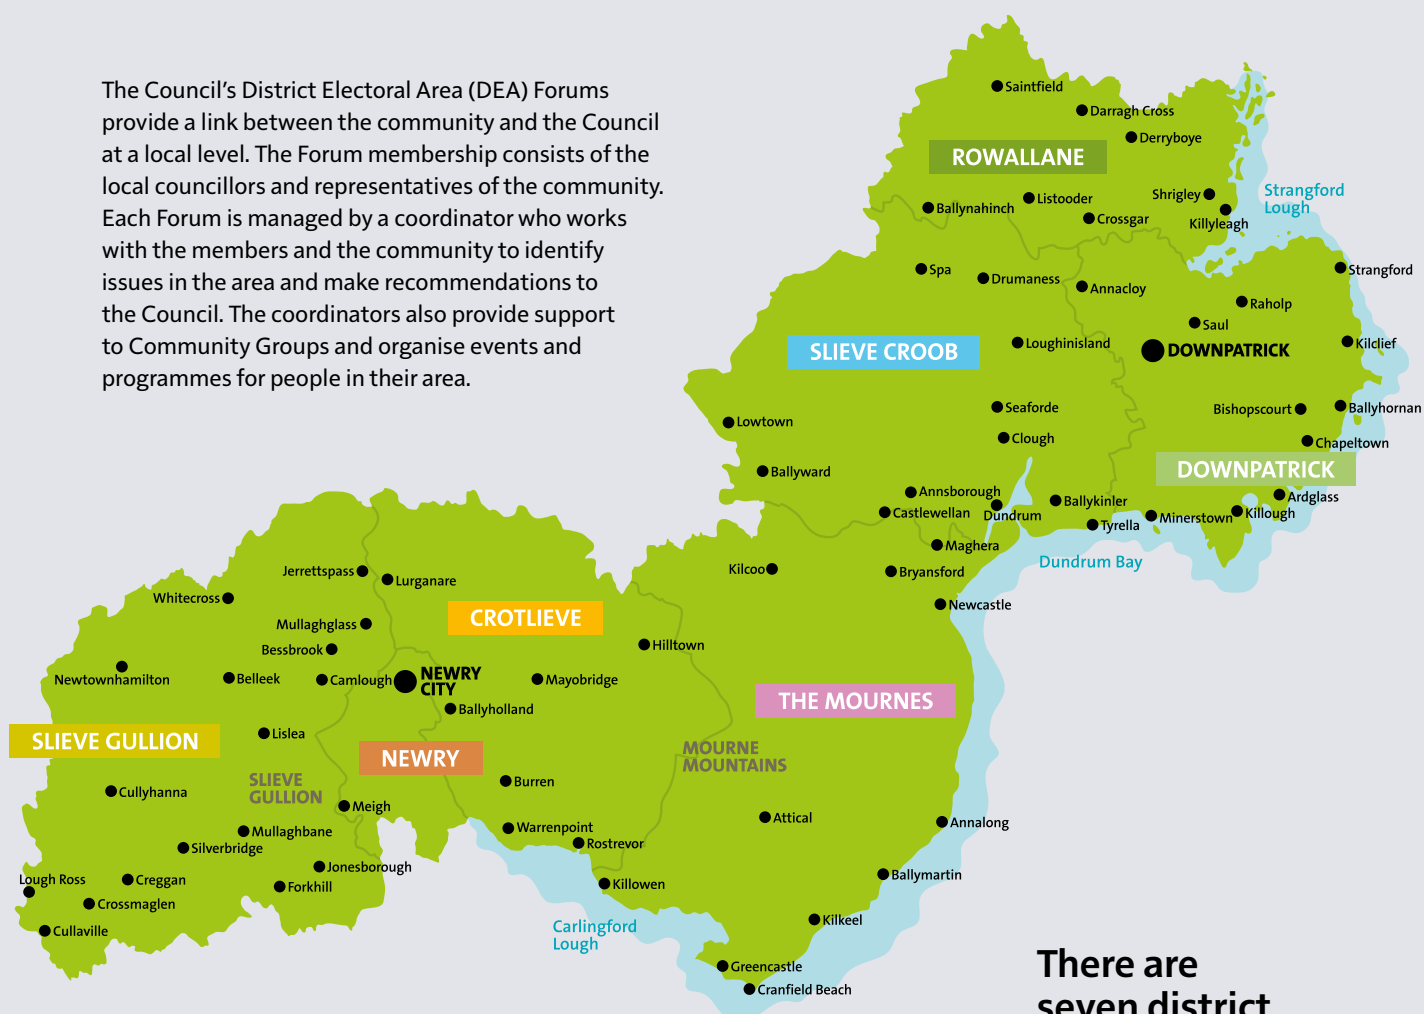 The Council's District Electoral Area (DEA) Forums
provide a link between the community and the Council
at a local level. The Forum membership consists of the
local councillors and representatives of the community.
Each Forum is managed by a coordinator who works
with the members and the community to identify
issues in the area and make recommendations to
the Council. The coordinators also provide support
to Community Groups and organise events and
programmes for people in their area.
Saintfield
Darragh Cross
Derryboye
ROWALLANE
Shrigley
Strangford
Lough
Listooder
Ballynahinch
Crossgar
Killyleagh
Spa
Drumaness
Annacloy
Strangford
Raholp
Saul
Loughinisland
SLIEVE CROOB
DOWNPATRICK
Kilclief
Seaforde
Bishopscourt
Ballyhornan
Lowtown
Clough
Chapeltown
Ballyward
DOWNPATRICK
Annsborough
Ballykinler
Ardglass
Castlewellan
Dundrum
Tyrella
Minerstown
Killough
Maghera
Dundrum Bay
Kilcoo
Bryansford
Jerrettspass
Lurganare
Whitecross
Newcastle
CROTLIEVE
Mullaghglass
Bessbrook
Hilltown
Newtownhamilton
Belleek
Camlough
NEWRY
CITY
Mayobridge
THE MOURNES
Ballyholland
SLIEVE GULLION
Lislea
NEWRY
MOURNE
MOUNTAINS
SLIEVE
GULLION
Burren
Cullyhanna
Meigh
Attical
Annalong
Mullaghbane
Warrenpoint
Silverbridge
Rostrevor
Jonesborough
Lough Ross
Creggan
Forkhill
Killowen
Ballymartin
Crossmaglen
Kilkeel
Cullaville
Carlingford
Lough
Greencastle
Cranfield Beach
There are
seven district